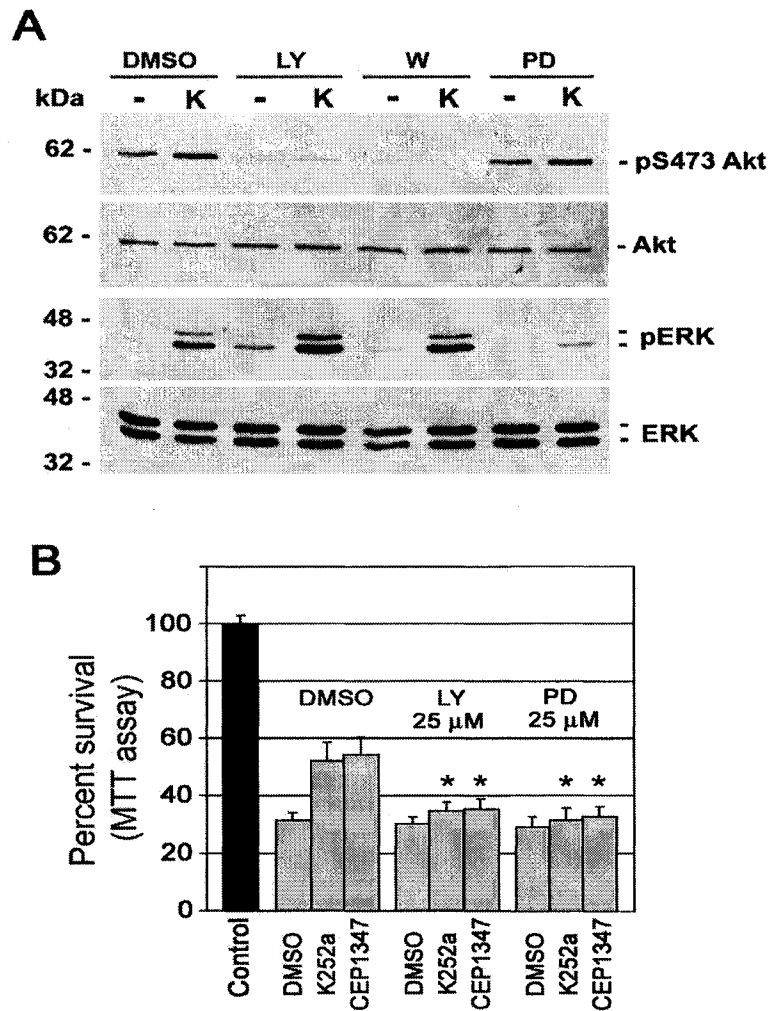 A
DMSO LY W PD
kDa - K - K - K - K
62 - - pS473 Akt
62 - - Akt
48 -
pERK
32 -
48 -
ERK
32 -
B
Percent survival
(MTT assay)
100
80
DMSO LY PD
25 µM 25 µM
60
* * * *
40
20
0
Control DMSO K252a CEP1347 DMSO K252a CEP1347 DMSO K252a CEP1347